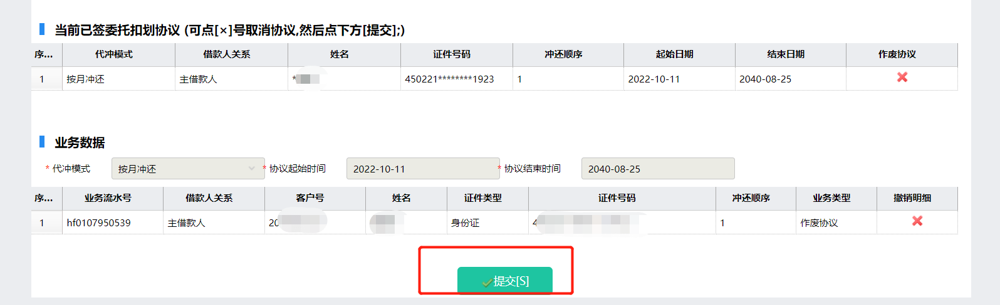 当前已签委托扣划协议 (可点[×]号取消协议,然后点下方[提交];)
序... 代冲模式 借款人关系 姓名 证件号码 冲还顺序 起始日期 结束日期 作废协议
1 按月冲还 主借款人 * 450221********1923 1 2022-10-11 2040-08-25
业务数据
* 代冲模式 按月冲还 * 协议起始时间 2022-10-11 * 协议结束时间 2040-08-25
序... 业务流水号 借款人关系 客户号 姓名 证件类型 证件号码 冲还顺序 业务类型 撤销明细
1 hf0107950539 主借款人 20 身份证 4 1 作废协议
提交[S]